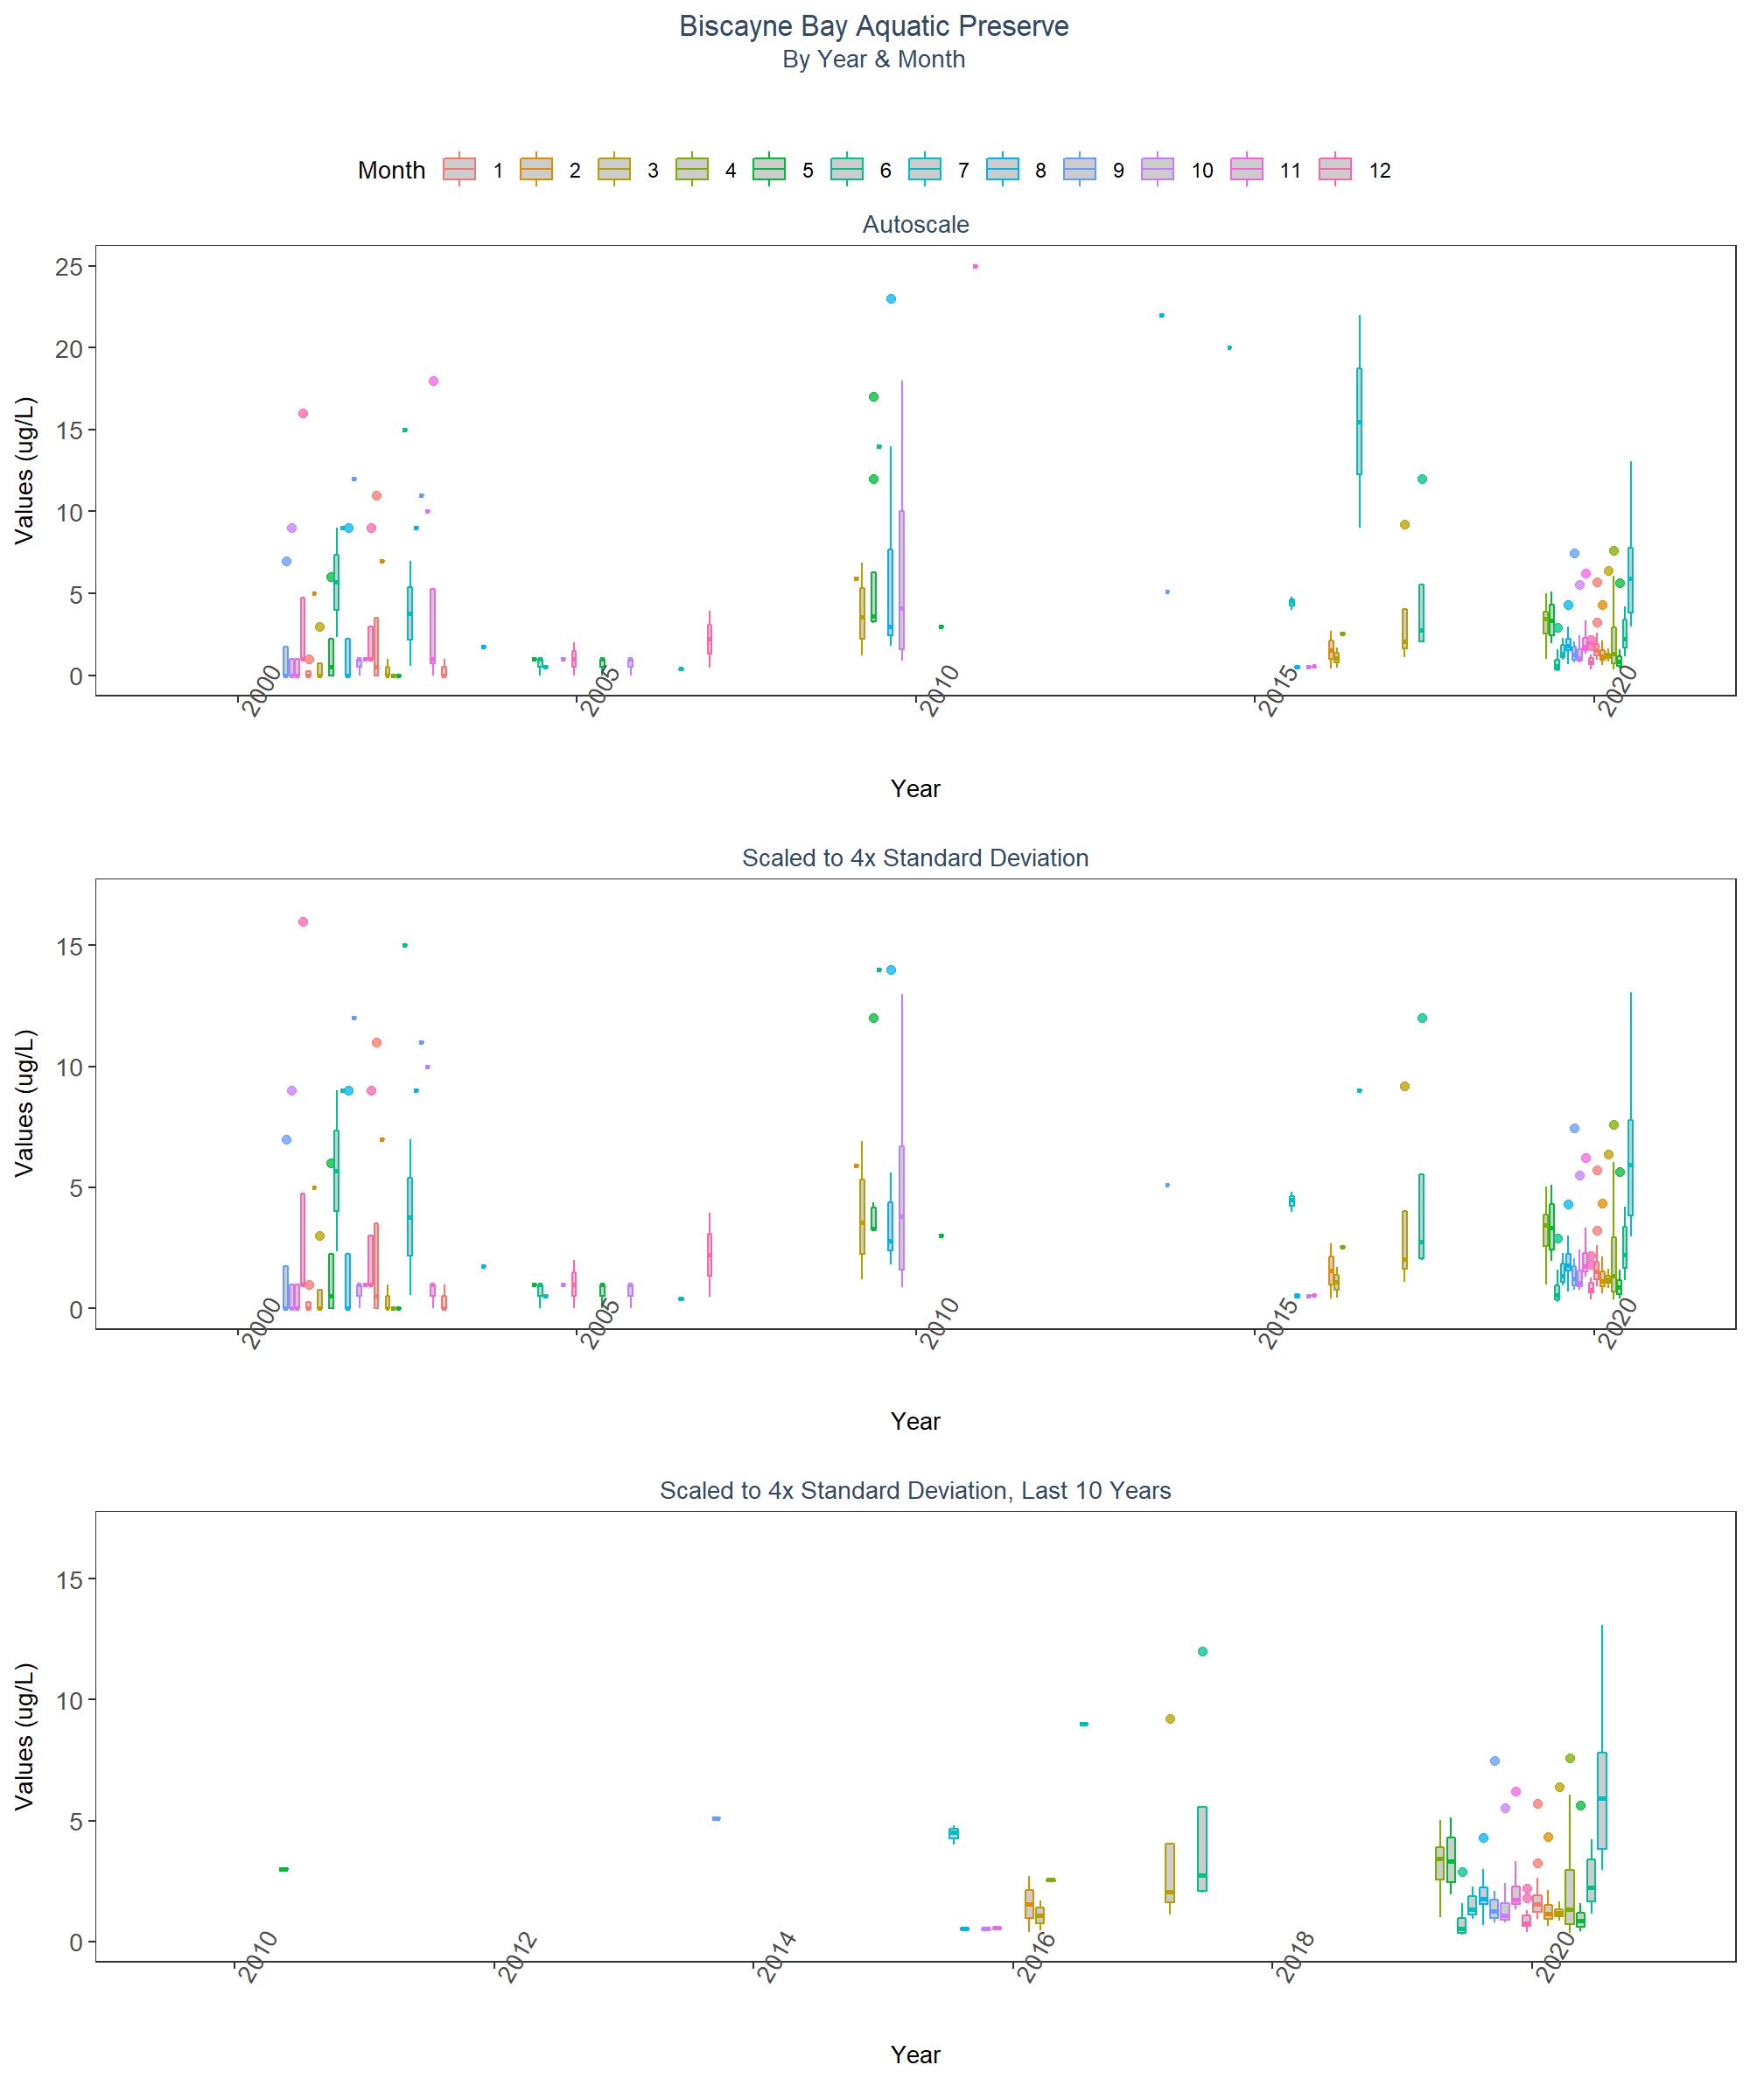 Biscayne Bay Aquatic Preserve
By Year & Month
Month 1 2 3 4 5 6 7 8 9 10 11 12
Autoscale
Values (ug/L)
25
20
15
10
5
0
2000 2005 2010 2015 2020
Year
Scaled to 4x Standard Deviation
Values (ug/L)
15
10
5
0
2000 2005 2010 2015 2020
Year
Scaled to 4x Standard Deviation, Last 10 Years
Values (ug/L)
15
10
5
0
2010 2012 2014 2016 2018 2020
Year